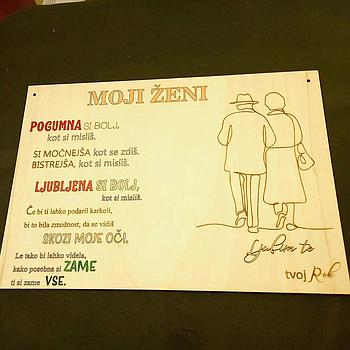 MOJI ŽENI
POGUMNA SI BOLJ,
kot si misliš.
SI MOČNEJŠA kot se zdiš.
BISTREJŠA, kot si misliš.
LJUBLJENA SI BOLJ,
kot si misliš.
Če bi ti lahko podaril karkoli,
bi to bila zmožnost, da se vidiš
SKOZI MOJE OČI.
Le tako bi lahko videla,
kako posebna si ZAME
ti si zame VSE.
Ljubim te
tvoj Rok